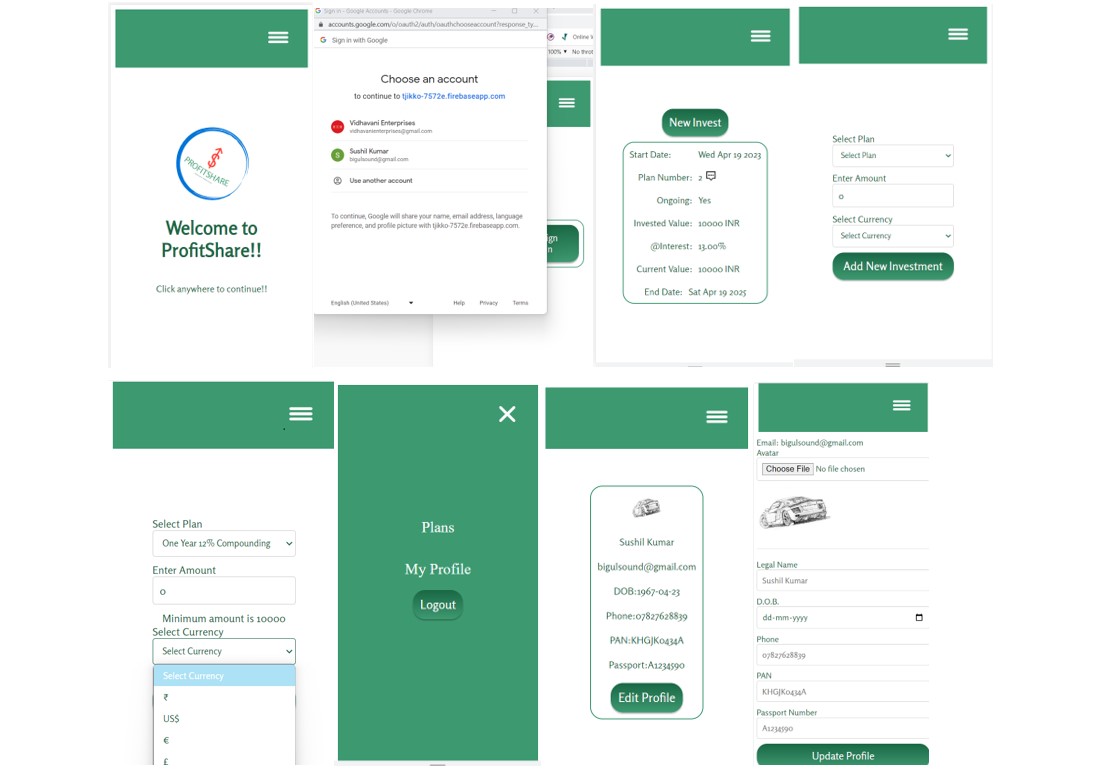 PROFITSHARE
Welcome to
ProfitShare!!
Click anywhere to continue!!
Sign in - Google Accounts - Google Chrome
accounts.google.com/o/oauth2/auth/oauthchooseaccount?response_ty...
Sign in with Google
Choose an account
to continue to tjikko-7572e.firebaseapp.com
Vidhavani Enterprises
vidhavanienterprises@gmail.com
S
Sushil Kumar
bigulsound@gmail.com
Use another account
To continue, Google will share your name, email address, language
preference, and profile picture with tjikko-7572e.firebaseapp.com.
English (United States)
Help Privacy Terms
Online
100% No throt
ign
n
New Invest
Start Date: Wed Apr 19 2023
Plan Number: 2
Ongoing: Yes
Invested Value: 10000 INR
@Interest: 13.00%
Current Value: 10000 INR
End Date: Sat Apr 19 2025
Select Plan
Select Plan
Enter Amount
0
Select Currency
Select Currency
Add New Investment
Select Plan
One Year 12% Compounding
Enter Amount
0
Minimum amount is 10000
Select Currency
Select Currency
Select Currency
₹
US$
€
£
Plans
My Profile
Logout
Sushil Kumar
bigulsound@gmail.com
DOB:1967-04-23
Phone:07827628839
PAN:KHGJK0434A
Passport:A1234590
Edit Profile
Email: bigulsound@gmail.com
Avatar
Choose File No file chosen
Legal Name
Sushil Kumar
D.O.B.
dd-mm-yyyy
Phone
07827628839
PAN
KHGJK0434A
Passport Number
A1234590
Update Profile